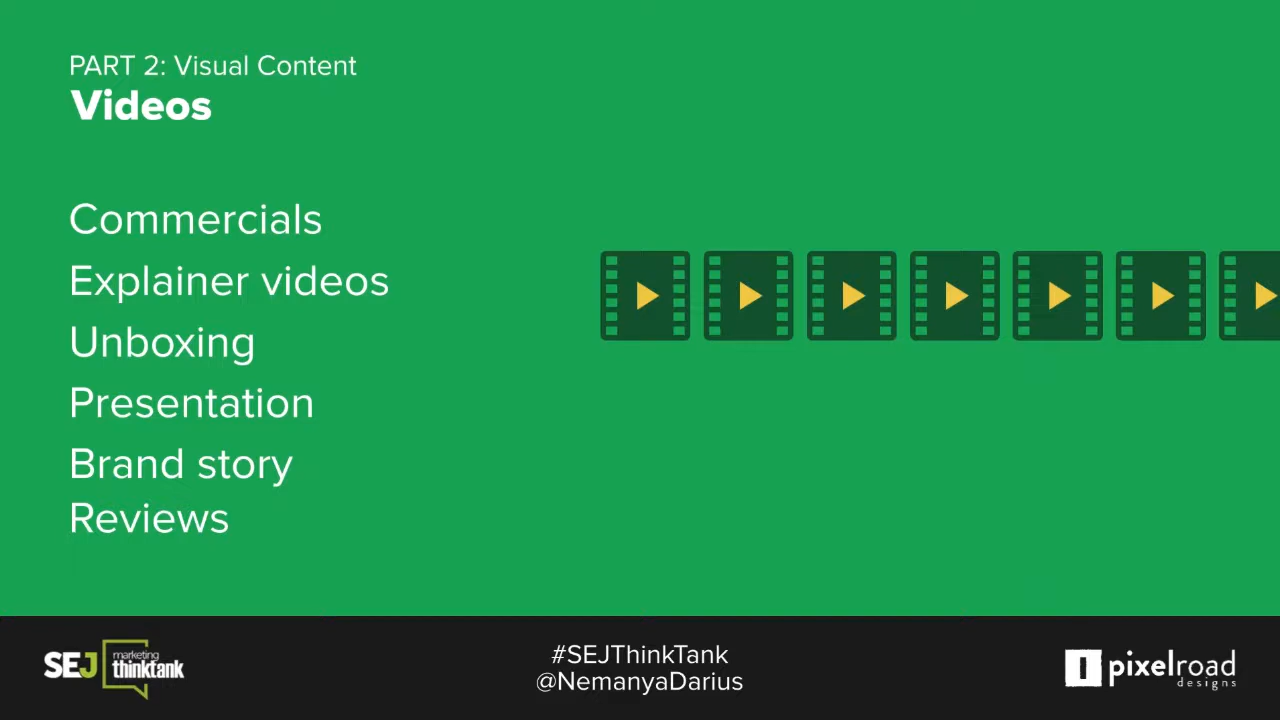 PART 2: Visual Content
Videos
Commercials
Explainer videos
Unboxing
Presentation
Brand story
Reviews
SEJ marketing thinktank
#SEJThinkTank
@NemanyaDarius
pixelroad
designs